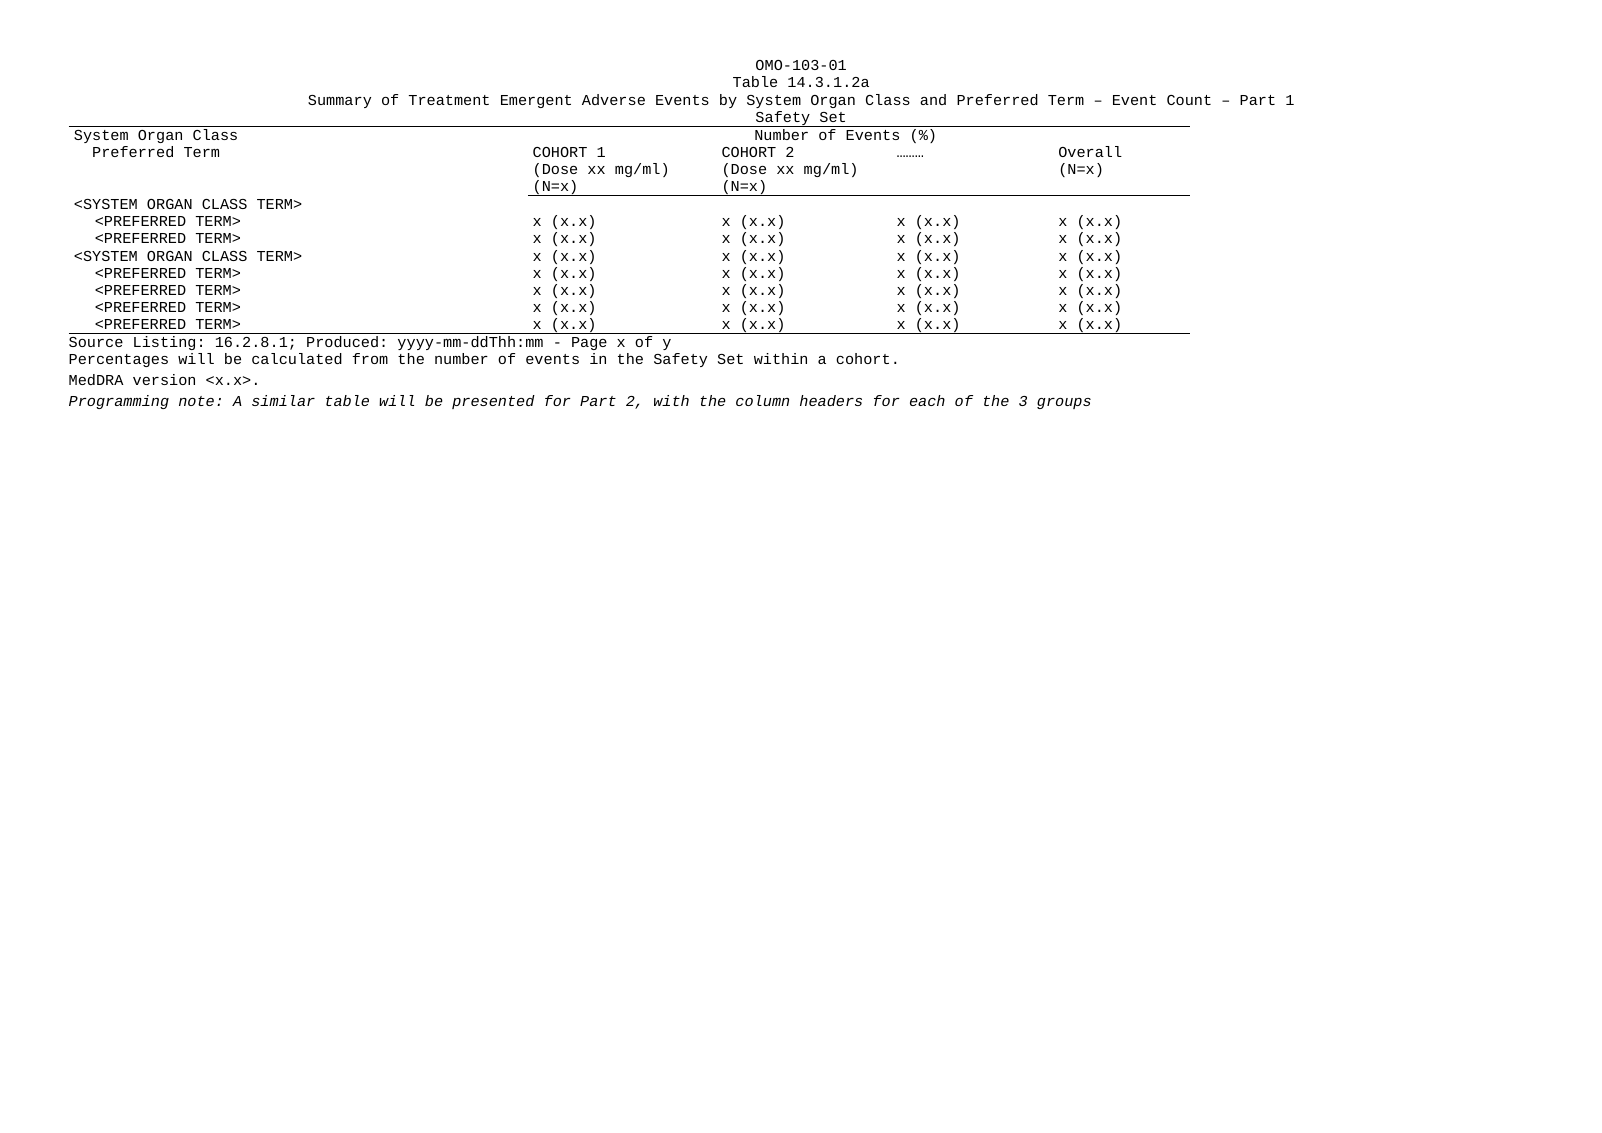 OMO-103-01
Table 14.3.1.2a
Summary of Treatment Emergent Adverse Events by System Organ Class and Preferred Term – Event Count – Part 1
Safety Set
System Organ Class Number of Events (%)
Preferred Term COHORT 1 COHORT 2 ……… Overall
(Dose xx mg/ml) (Dose xx mg/ml) (N=x)
(N=x) (N=x)
<SYSTEM ORGAN CLASS TERM>
<PREFERRED TERM> x (x.x) x (x.x) x (x.x) x (x.x)
<PREFERRED TERM> x (x.x) x (x.x) x (x.x) x (x.x)
<SYSTEM ORGAN CLASS TERM> x (x.x) x (x.x) x (x.x) x (x.x)
<PREFERRED TERM> x (x.x) x (x.x) x (x.x) x (x.x)
<PREFERRED TERM> x (x.x) x (x.x) x (x.x) x (x.x)
<PREFERRED TERM> x (x.x) x (x.x) x (x.x) x (x.x)
<PREFERRED TERM> x (x.x) x (x.x) x (x.x) x (x.x)
Source Listing: 16.2.8.1; Produced: yyyy-mm-ddThh:mm - Page x of y
Percentages will be calculated from the number of events in the Safety Set within a cohort.
MedDRA version <x.x>.
Programming note: A similar table will be presented for Part 2, with the column headers for each of the 3 groups